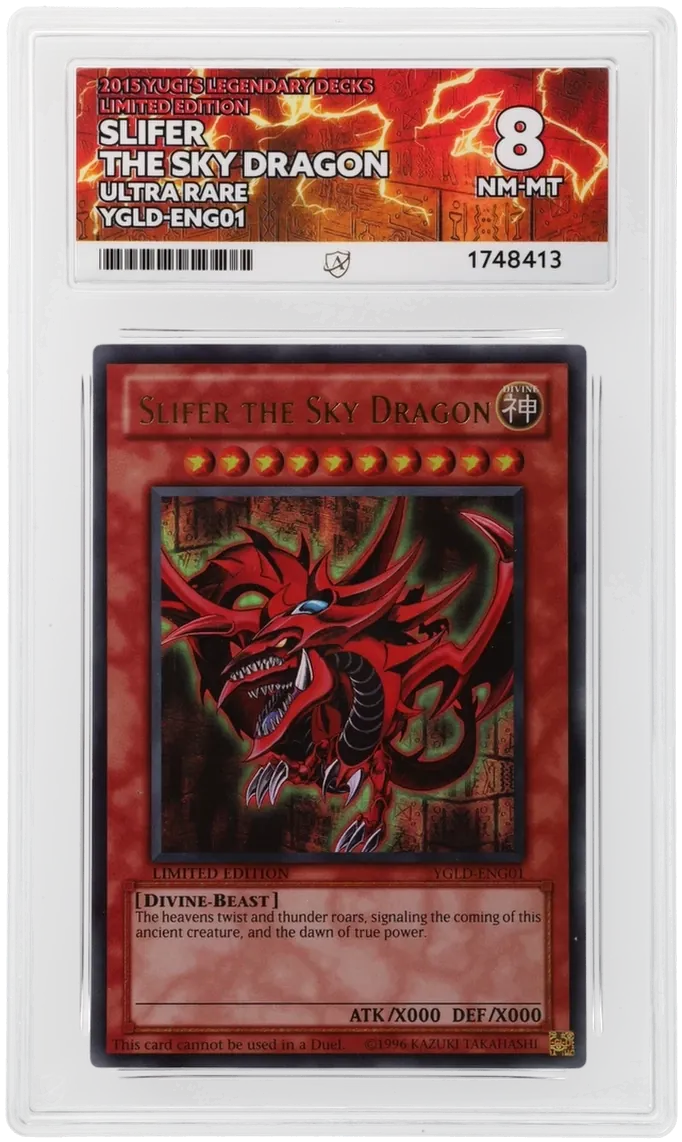 2015 YUGI'S LEGENDARY DECKS
LIMITED EDITION
SLIFER
THE SKY DRAGON
ULTRA RARE
YGLD-ENG01
8
NM-MT
1748413
SLIFER THE SKY DRAGON
DIVINE
神
LIMITED EDITION YGLD-ENG01
[DIVINE-BEAST]
The heavens twist and thunder roars, signaling the coming of this
ancient creature, and the dawn of true power.
ATK/X000 DEF/X000
This card cannot be used in a Duel. ©1996 KAZUKI TAKAHASHI